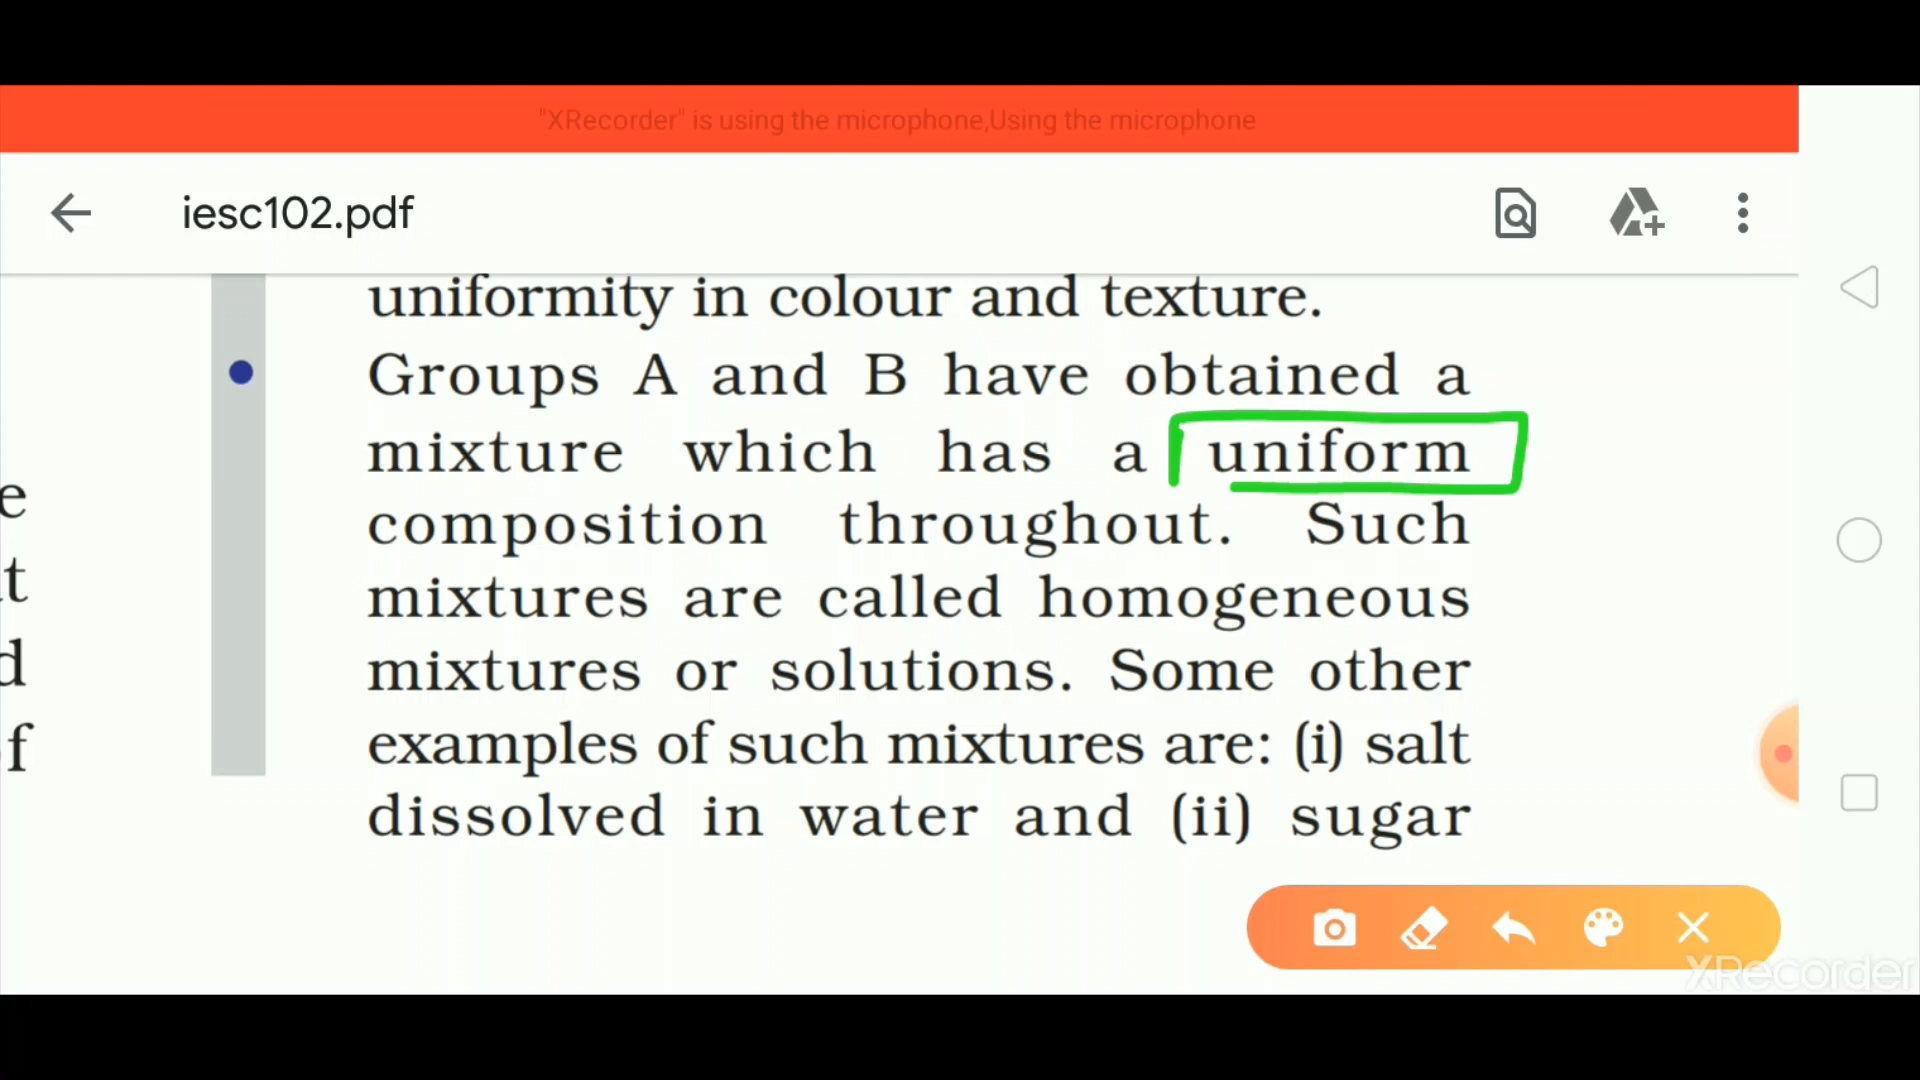 "XRecorder" is using the microphone,Using the microphone
iesc102.pdf
uniformity in colour and texture.
Groups A and B have obtained a
mixture which has a uniform
composition throughout. Such
mixtures are called homogeneous
mixtures or solutions. Some other
examples of such mixtures are: (i) salt
dissolved in water and (ii) sugar
e
t
d
f
XRecorder